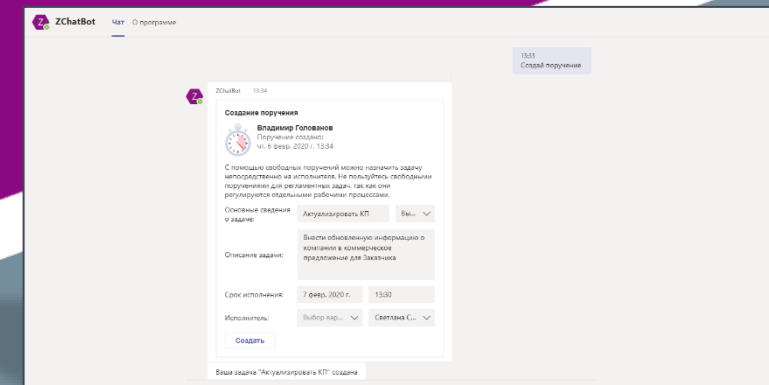 Z ZChatBot Чат О программе
13:33
Создай поручение
Z ZChatBot 13:34
Создание поручения
Владимир Голованов
Поручение создано:
чт, 6 февр. 2020 г. 13:34
С помощью свободных поручений можно назначить задачу
непосредственно на исполнителя. Не пользуйтесь свободными
поручениями для регламентных задач, так как они
регулируются отдельными рабочими процессами.
Основные сведения
о задаче:
Актуализировать КП Вы...
Описание задачи:
Внести обновленную информацию о
компании в коммерческое
предложение для Заказчика
Срок исполнения: 7 февр. 2020 г. 13:30
Исполнитель: Выбор вар... Светлана С...
Создать
Ваша задача "Актуализировать КП" создана